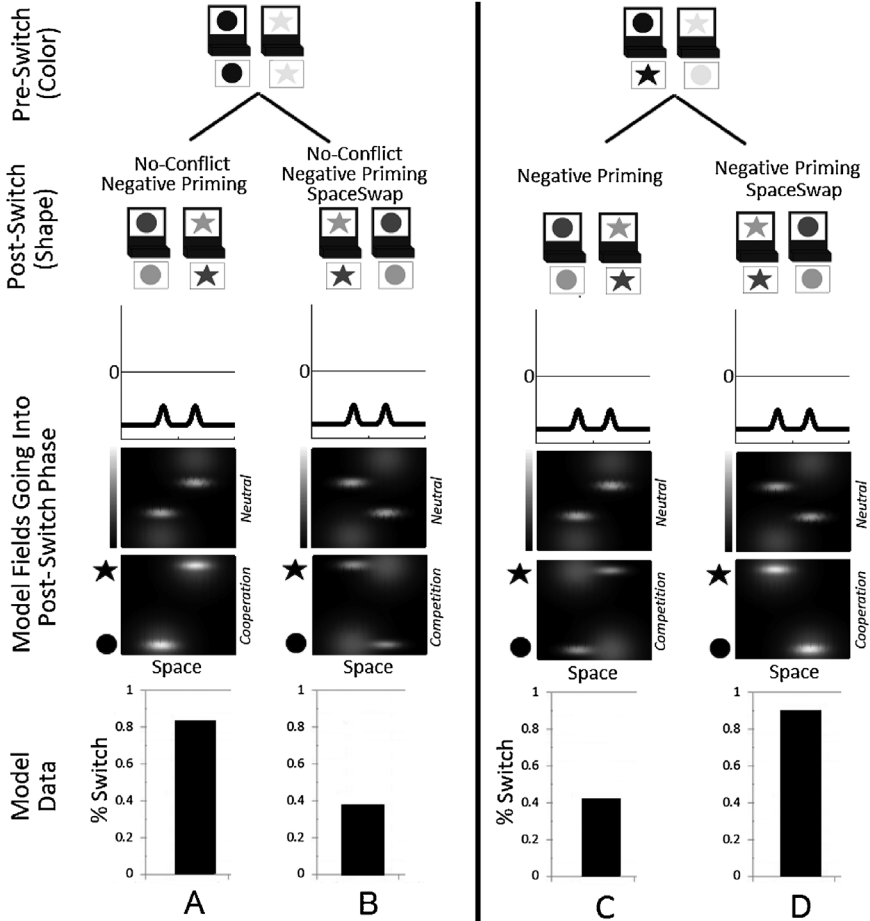 Pre-Switch
(Color)
Post-Switch
(Shape)
No-Conflict
Negative Priming
No-Conflict
Negative Priming
SpaceSwap
Negative Priming
Negative Priming
SpaceSwap
Model Fields Going Into
Post-Switch Phase
0
0
0
0
Neutral
Neutral
Neutral
Neutral
Cooperation
Competition
Competition
Cooperation
Space
Space
Space
Space
Model
Data
% Switch
1
0.8
0.6
0.4
0.2
0
1
0.8
0.6
0.4
0.2
0
% Switch
1
0.8
0.6
0.4
0.2
0
1
0.8
0.6
0.4
0.2
0
A
B
C
D